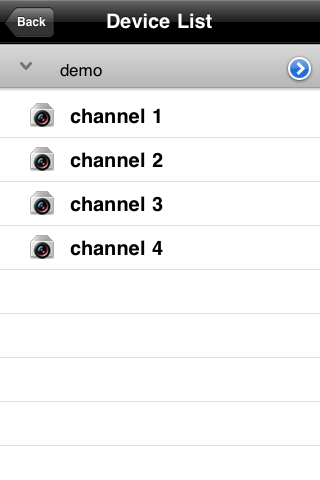 Back
Device List
demo
channel 1
channel 2
channel 3
channel 4